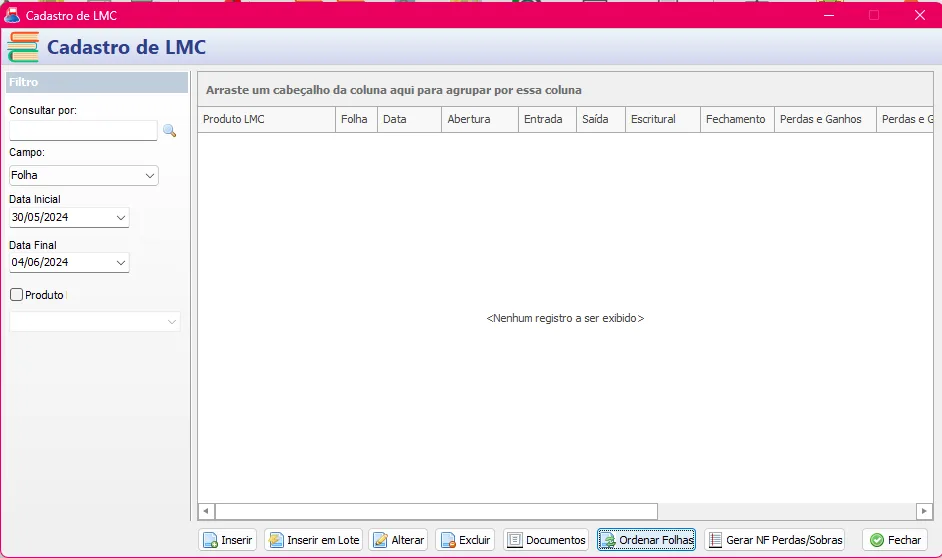 Cadastro de LMC
Cadastro de LMC
Filtro
Consultar por:
Campo:
Folha
Data Inicial
30/05/2024
Data Final
04/06/2024
Produto
Arraste um cabeçalho da coluna aqui para agrupar por essa coluna
Produto LMC Folha Data Abertura Entrada Saída Escritural Fechamento Perdas e Ganhos Perdas e G
<Nenhum registro a ser exibido>
Inserir Inserir em Lote Alterar Excluir Documentos Ordenar Folhas Gerar NF Perdas/Sobras Fechar